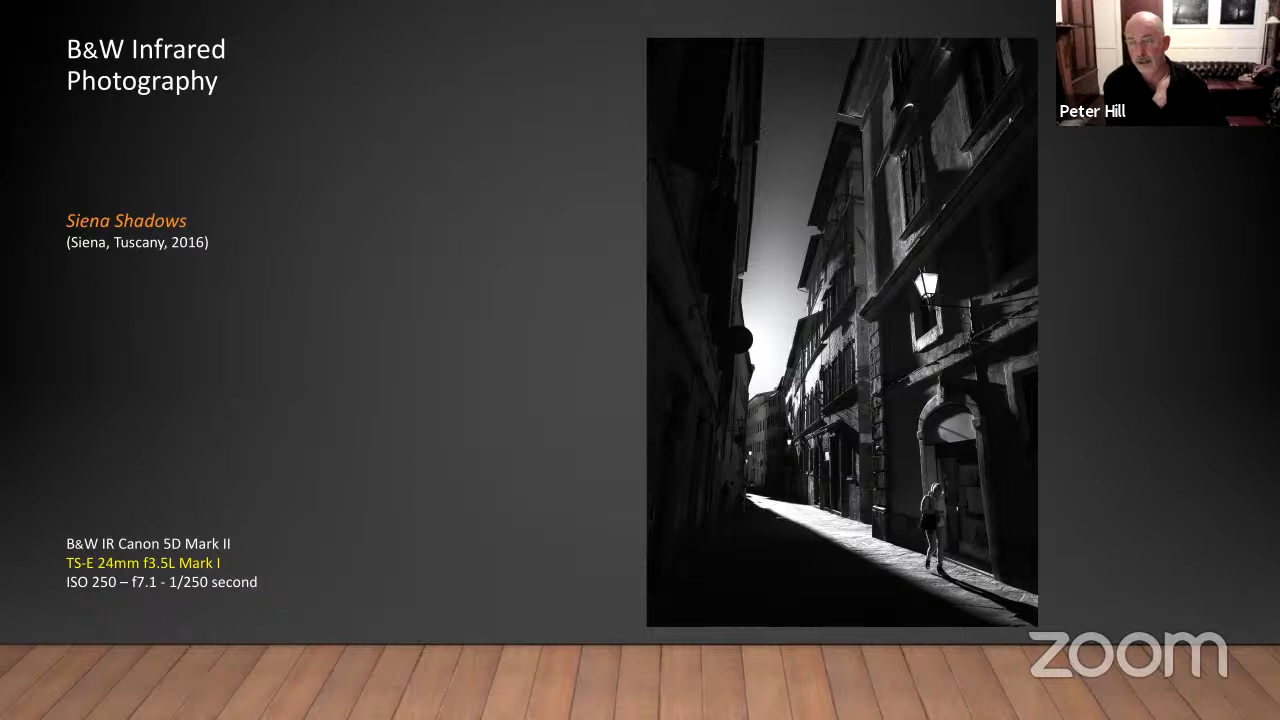 B&W Infrared
Photography
Siena Shadows
(Siena, Tuscany, 2016)
B&W IR Canon 5D Mark II
TS-E 24mm f3.5L Mark I
ISO 250 – f7.1 - 1/250 second
Peter Hill
zoom